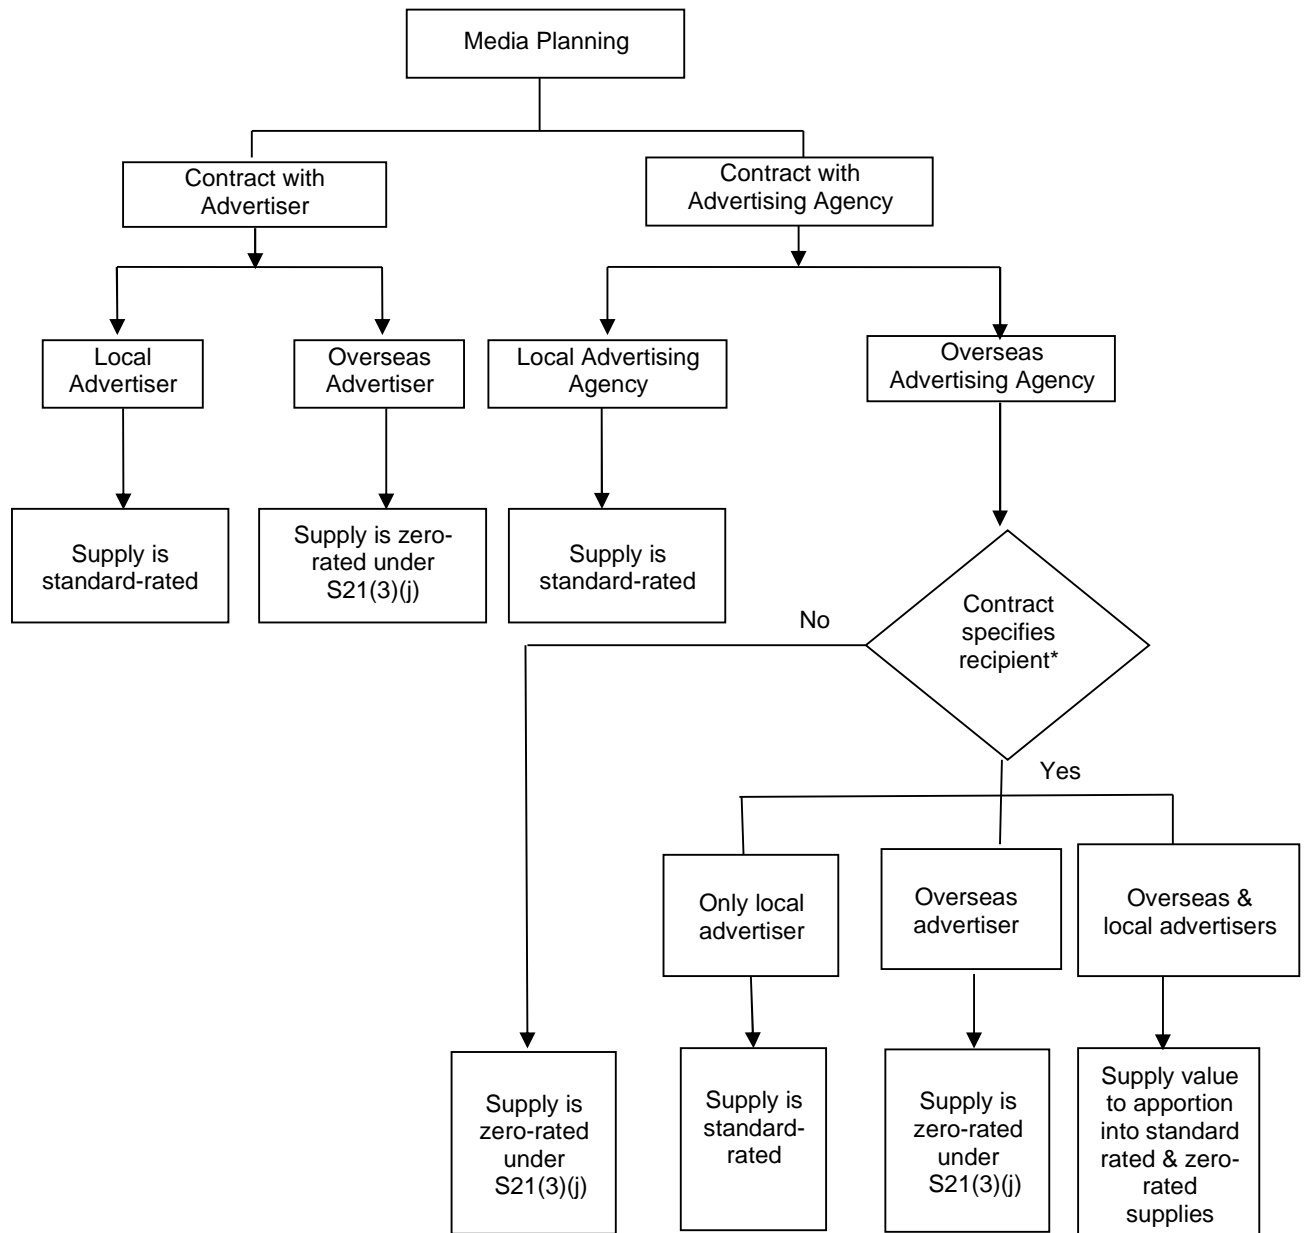 Media Planning
Contract with
Advertiser
Contract with
Advertising Agency
Local
Advertiser
Overseas
Advertiser
Local Advertising
Agency
Overseas
Advertising Agency
Supply is
standard-rated
Supply is zero-
rated under
S21(3)(j)
Supply is
standard-rated
Contract
specifies
recipient*
No
Yes
Only local
advertiser
Overseas
advertiser
Overseas &
local advertisers
Supply is
zero-rated
under
S21(3)(j)
Supply is
standard-
rated
Supply is
zero-rated
under
S21(3)(j)
Supply value
to apportion
into standard
rated & zero-
rated
supplies